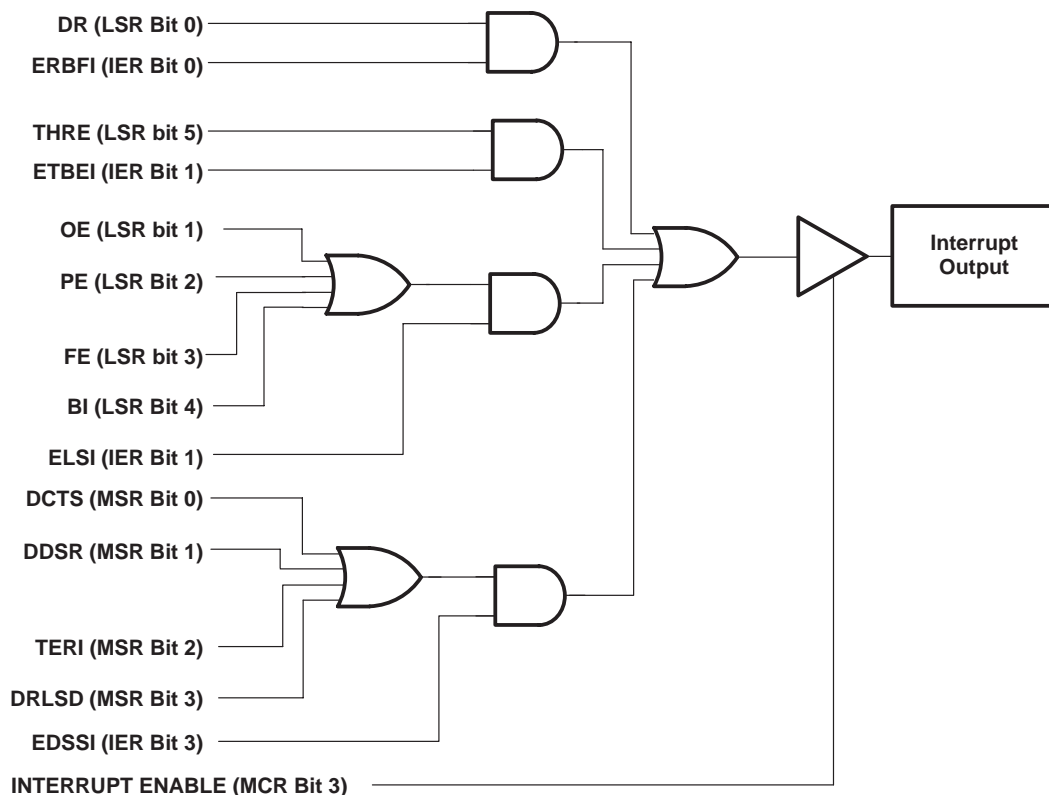 DR (LSR Bit 0)
ERBFI (IER Bit 0)
THRE (LSR bit 5)
ETBEI (IER Bit 1)
OE (LSR bit 1)
PE (LSR Bit 2)
FE (LSR bit 3)
BI (LSR Bit 4)
ELSI (IER Bit 1)
DCTS (MSR Bit 0)
DDSR (MSR Bit 1)
TERI (MSR Bit 2)
DRLSD (MSR Bit 3)
EDSSI (IER Bit 3)
INTERRUPT ENABLE (MCR Bit 3)
Interrupt
Output